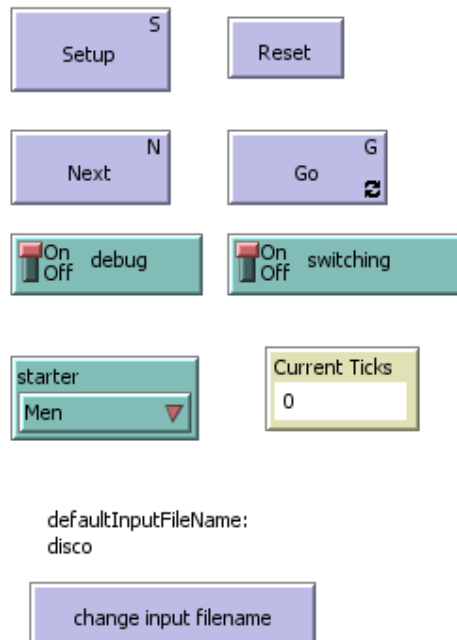 S
Setup
Reset
N
Next
G
Go
On
Off
debug
On
Off
switching
starter
Men
Current Ticks
0
defaultInputFileName:
disco
change input filename